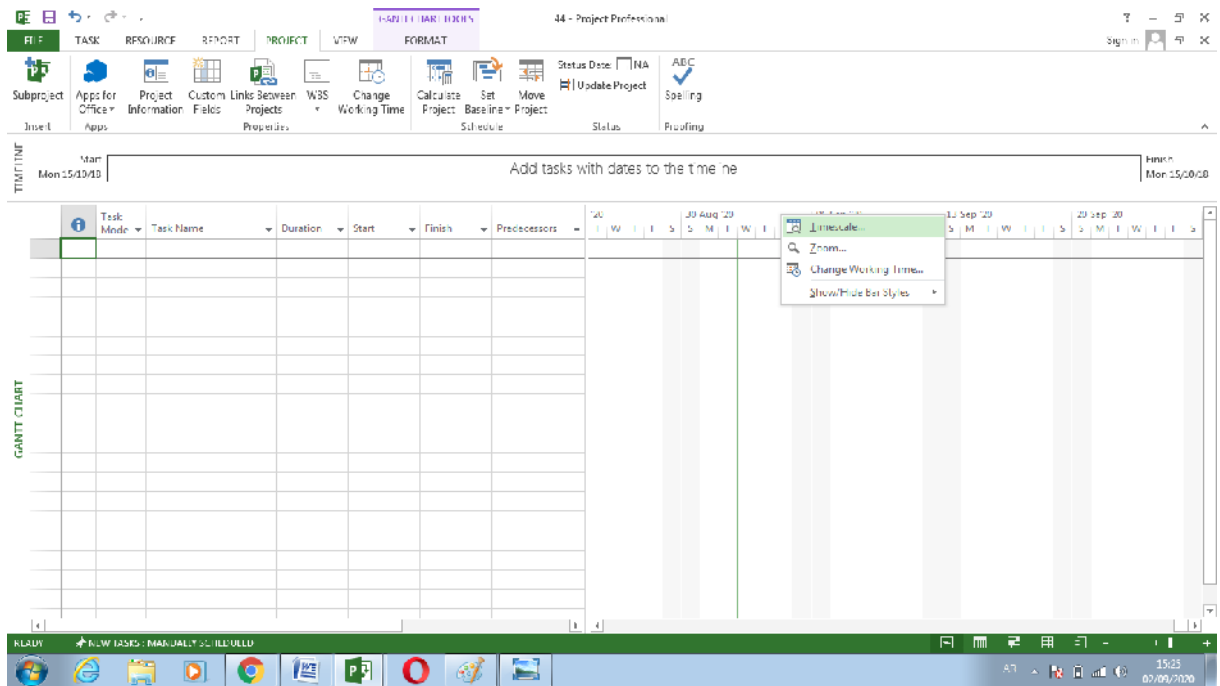 GANTT CHART TOOLS
44 - Project Professional
FILE TASK RESOURCE REPORT PROJECT VIEW FORMAT
Sign in
Subproject
Apps for Office
Project Information
Custom Fields
Links Between Projects
WBS
Change Working Time
Calculate Project
Set Baseline
Move Project
Status Date: NA
Update Project
ABC
Spelling
Insert Apps Properties Schedule Status Proofing
TIMELINE
Start
Mon 15/10/18
Add tasks with dates to the timeline
Finish
Mon 15/10/18
Task Mode Task Name Duration Start Finish Predecessors
'20 30 Aug '20 13 Sep '20 20 Sep '20
T W T F S S M T W T S M T W T F S S M T W T F S
Timescale...
Zoom...
Change Working Time...
Show/Hide Bar Styles
GANTT CHART
READY NEW TASKS : MANUALLY SCHEDULED
15:25
02/09/2020